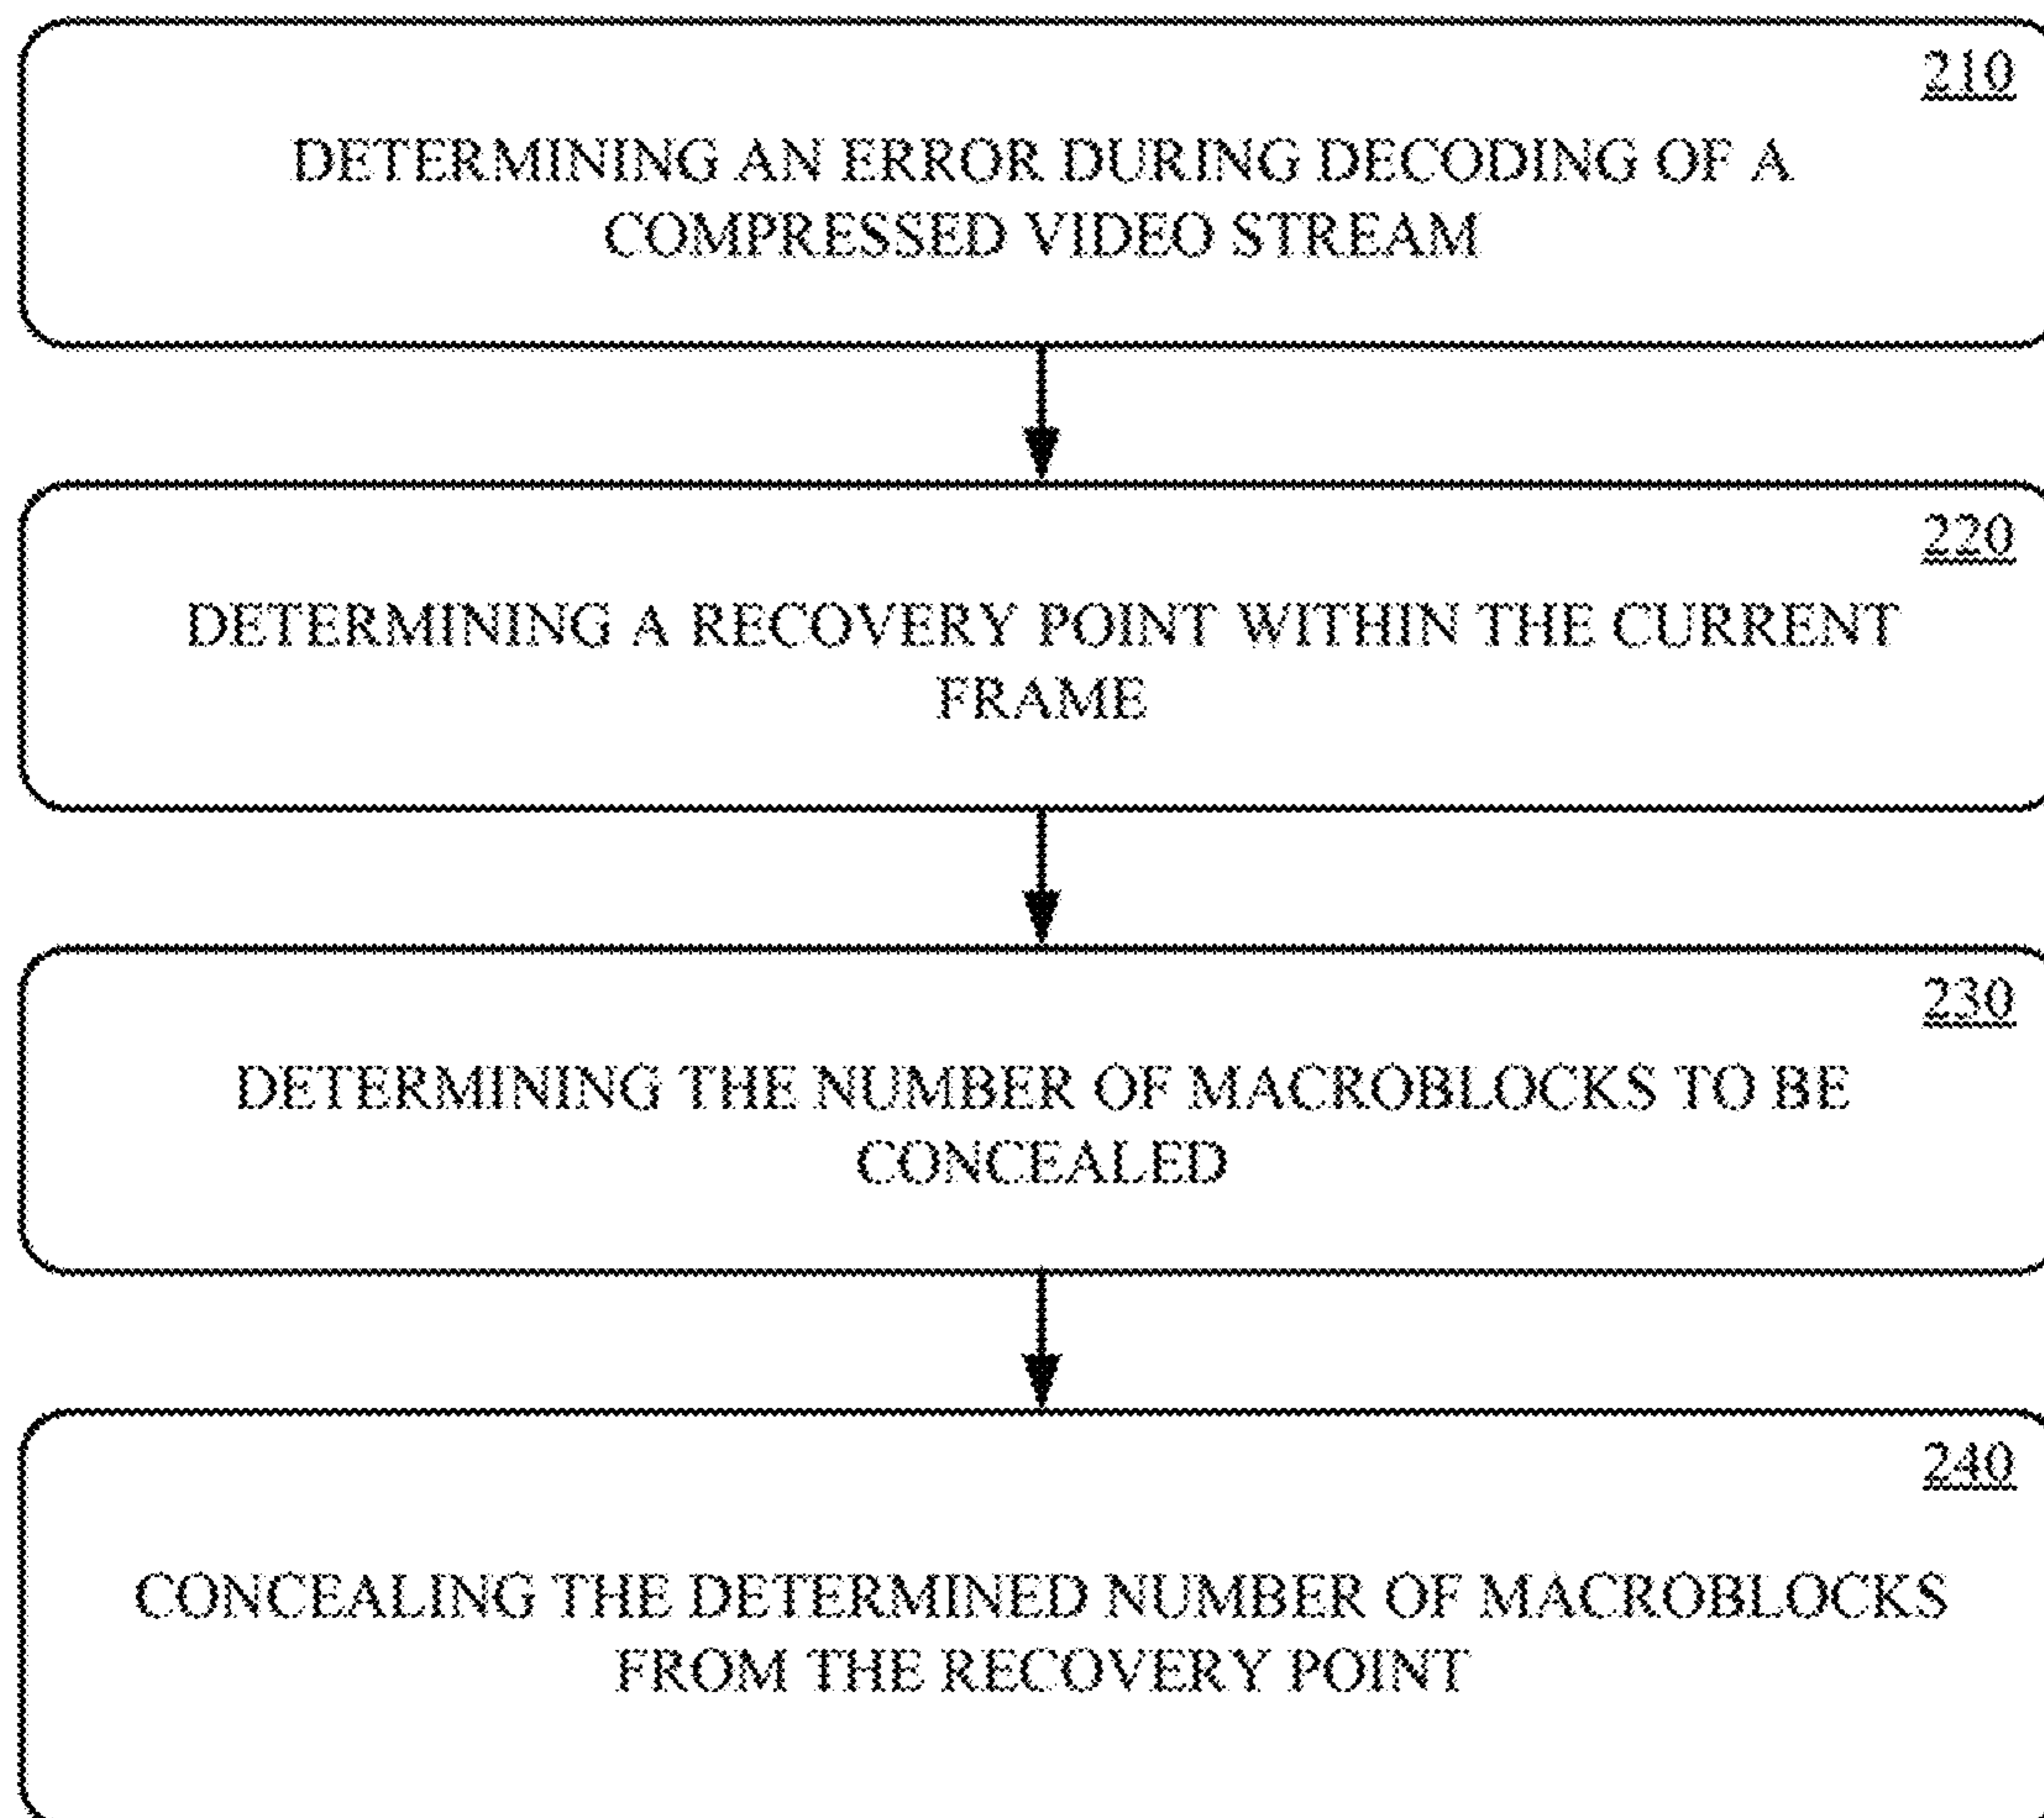 210
DETERMINING AN ERROR DURING DECODING OF A
COMPRESSED VIDEO STREAM
220
DETERMINING A RECOVERY POINT WITHIN THE CURRENT
FRAME
230
DETERMINING THE NUMBER OF MACROBLOCKS TO BE
CONCEALED
240
CONCEALING THE DETERMINED NUMBER OF MACROBLOCKS
FROM THE RECOVERY POINT